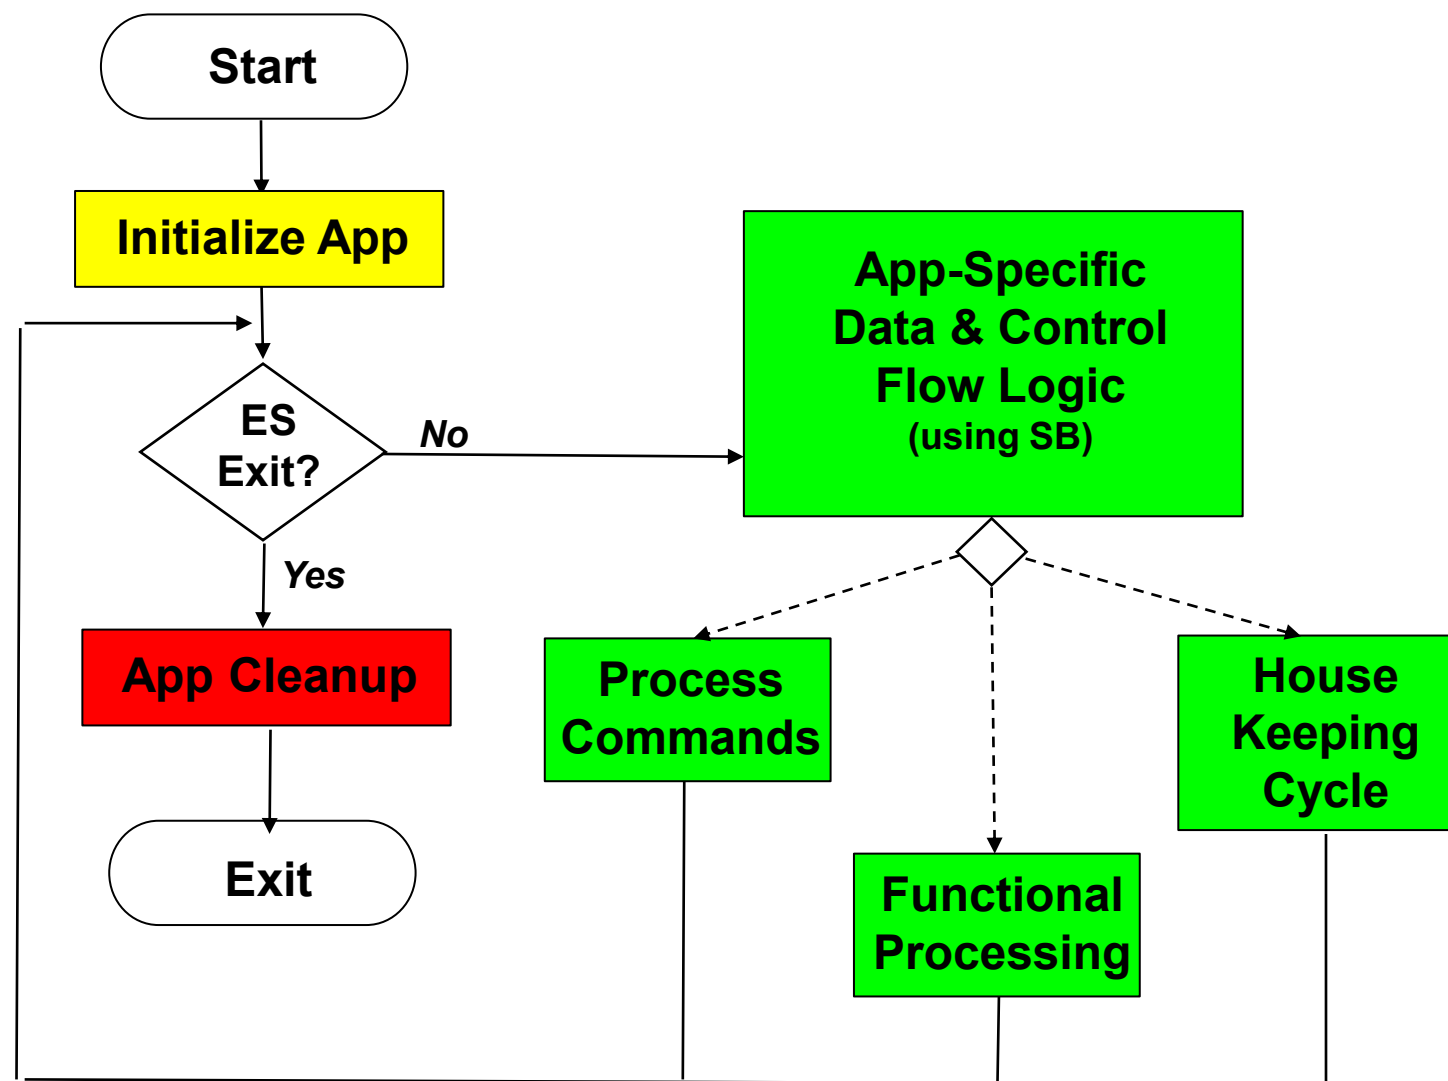 Start
Initialize App
App-Specific
Data & Control
Flow Logic
(using SB)
ES
Exit?
No
Yes
App Cleanup
Process
Commands
House
Keeping
Cycle
Exit
Functional
Processing